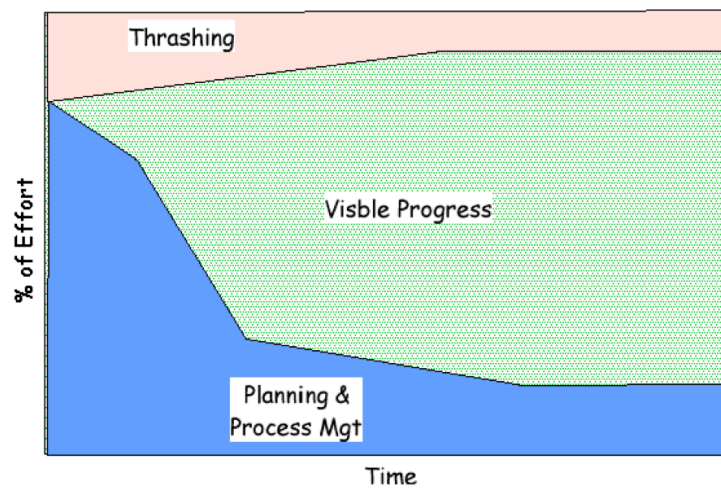 Thrashing
Visble Progress
% of Effort
Planning &
Process Mgt
Time